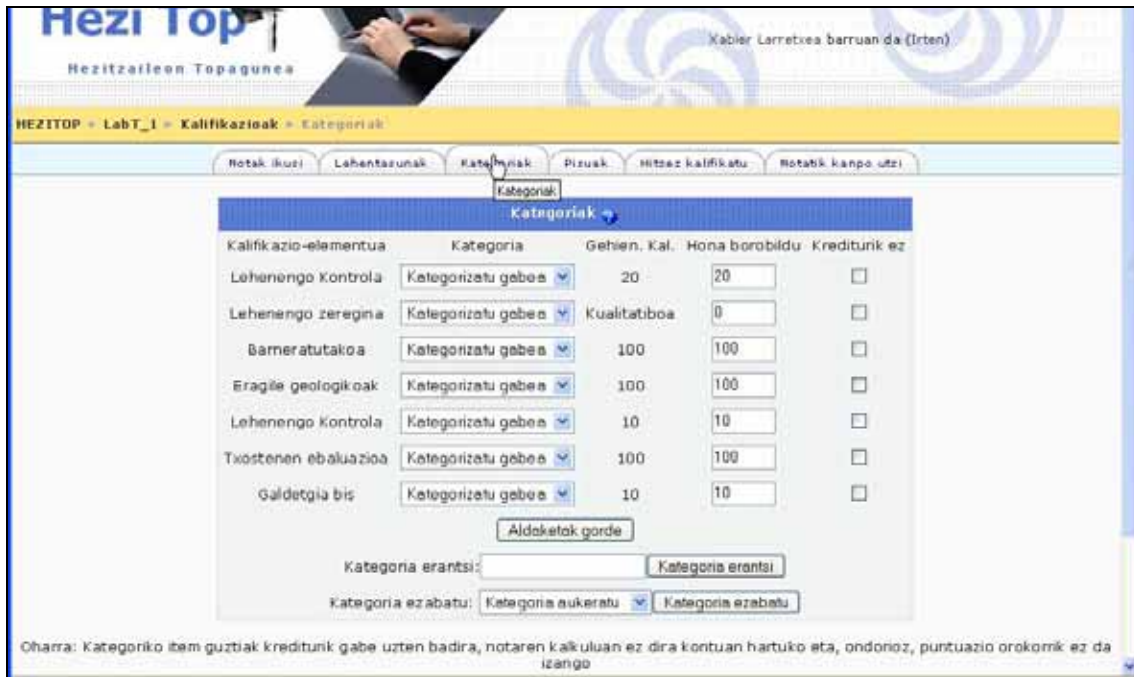 Hezi Top
Hezitzaileon Topagunea
Xabier Larretxea barruan da (Irten)
HEZITOP » LabT_1 » Kalifikazioak » Kategoriak
Notak ikusi Lehentasunak Kategoriak Pisuak Hitzez kalifikatu Notatik kanpo utzi
Kategoriak
Kategoriak
Kalifikazio-elementua Kategoria Gehien. Kal. Hona borobildu Krediturik ez
Lehenengo Kontrola Kategorizatu gabea 20 20
Lehenengo zeregina Kategorizatu gabea Kualitatiboa 0
Barneratutakoa Kategorizatu gabea 100 100
Eragile geologikoak Kategorizatu gabea 100 100
Lehenengo Kontrola Kategorizatu gabea 10 10
Txostenen ebaluazioa Kategorizatu gabea 100 100
Galdetgia bis Kategorizatu gabea 10 10
Aldaketak gorde
Kategoria erantsi: Kategoria erantsi
Kategoria ezabatu: Kategoria aukeratu Kategoria ezabatu
Oharra: Kategoriko item guztiak krediturik gabe uzten badira, notaren kalkuluan ez dira kontuan hartuko eta, ondorioz, puntuazio orokorrik ez da
izango